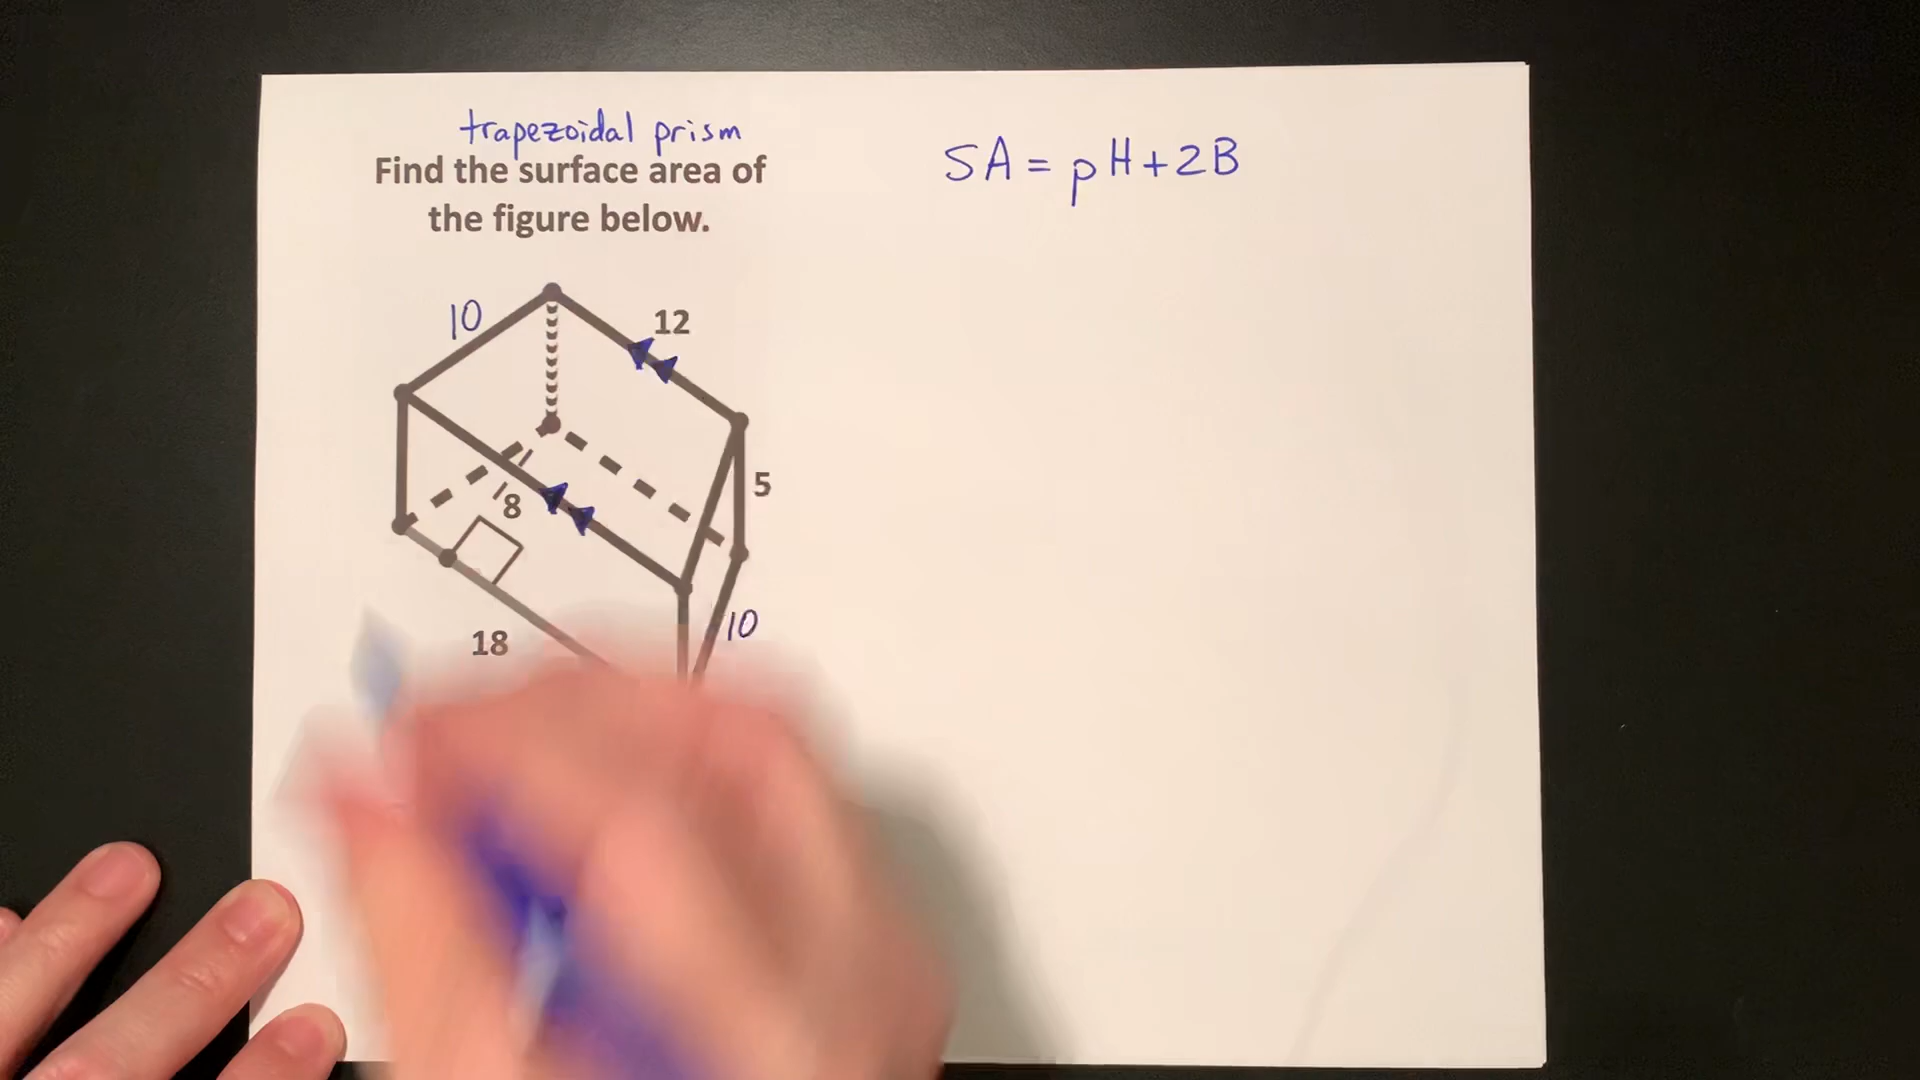 trapezoidal prism
Find the surface area of
the figure below.
SA = pH+2B
10
12
5
8
10
18